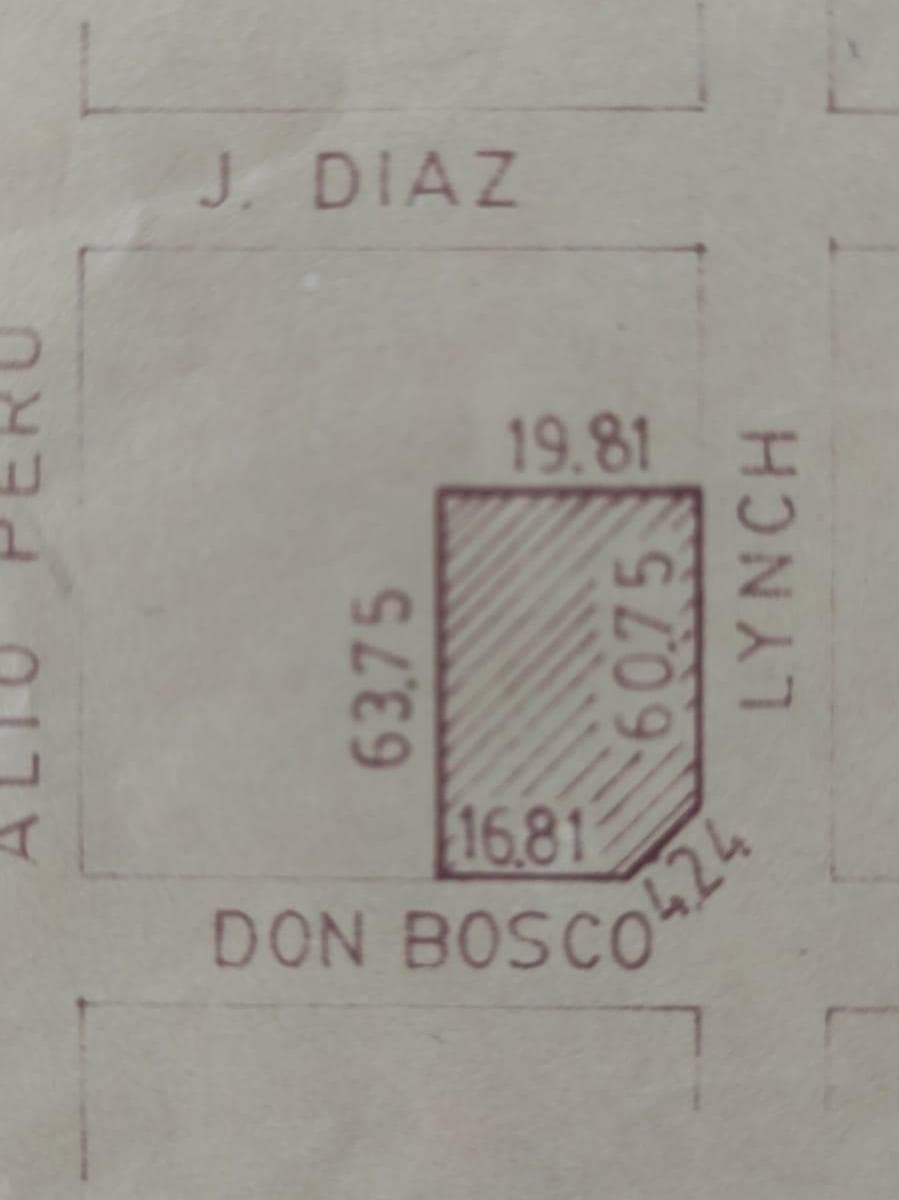 J. DIAZ
ALTO PERU
19.81
LYNCH
63.75
60.75
16.81
4.24
DON BOSCO